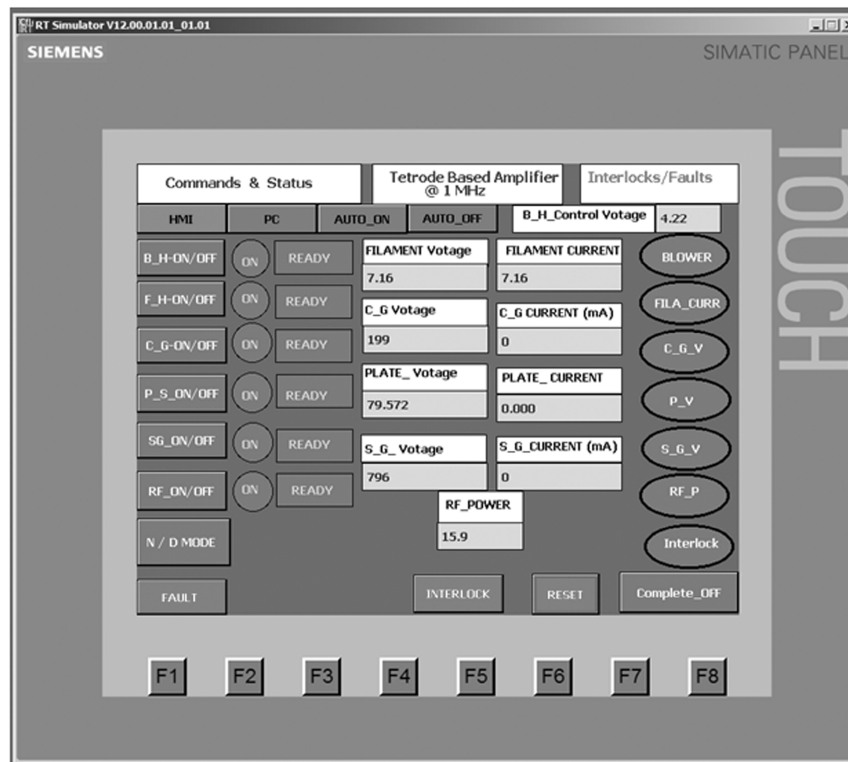 RT Simulator V12.00.01.01_01.01
SIEMENS
SIMATIC PANEL
TOUCH
Commands & Status
Tetrode Based Amplifier
@ 1 MHz
Interlocks/Faults
HMI PC AUTO_ON AUTO_OFF B_H_Control Votage 4.22
B_H-ON/OFF ON READY FILAMENT Votage FILAMENT CURRENT BLOWER
7.16 7.16
F_H-ON/OFF ON READY C_G Votage C_G CURRENT (mA) FILA_CURR
199 0
C_G-ON/OFF ON READY C_G_V
PLATE_ Votage PLATE_ CURRENT
P_S_ON/OFF ON READY 79.572 0.000 P_V
SG_ON/OFF ON READY S_G_ Votage S_G_CURRENT (mA) S_G_V
796 0
RF_ON/OFF ON READY RF_P
RF_POWER
15.9
N / D MODE Interlock
FAULT INTERLOCK RESET Complete_OFF
F1 F2 F3 F4 F5 F6 F7 F8